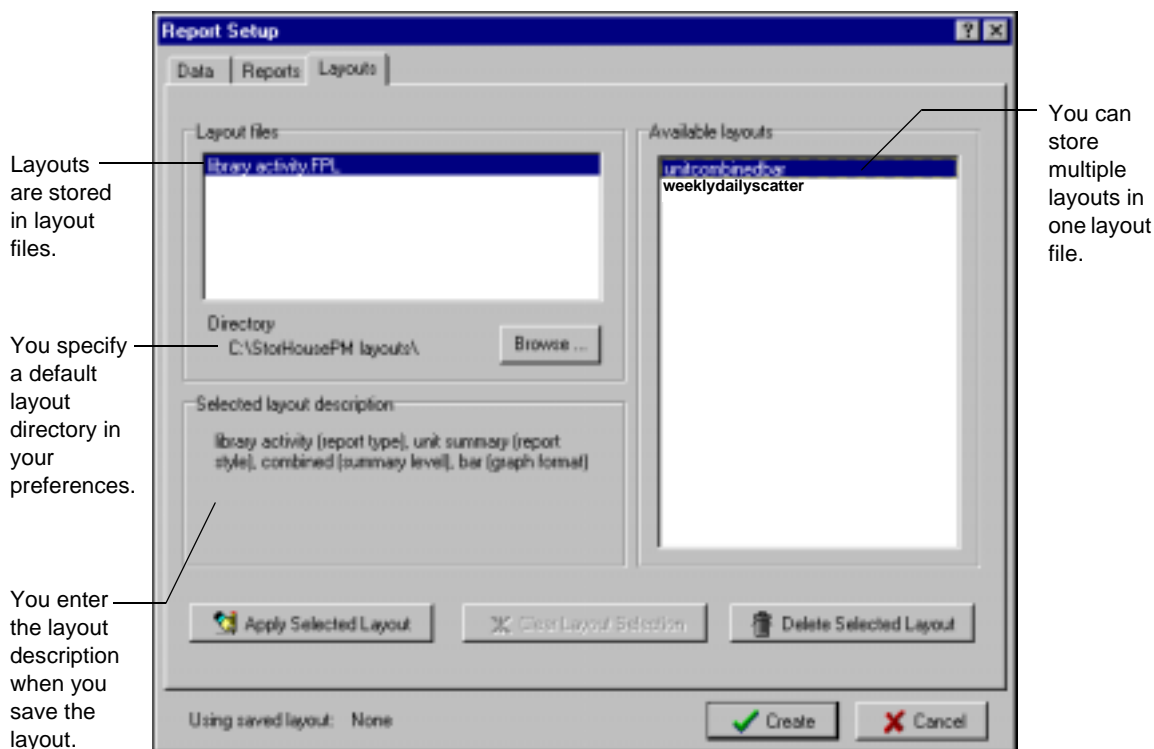 Report Setup
Data
Reports
Layouts
Layout files
library activity.FPL
Directory
C:\StorHousePM layouts\
Browse ...
Selected layout description
library activity (report type), unit summary (report
style), combined (summary level), bar (graph format)
Available layouts
unitcombinedbar
weeklydailyscatter
Apply Selected Layout
Clear Layout Selection
Delete Selected Layout
Using saved layout: None
Create
Cancel
Layouts
are stored
in layout
files.
You specify
a default
layout
directory in
your
preferences.
You enter
the layout
description
when you
save the
layout.
You can
store
multiple
layouts in
one layout
file.